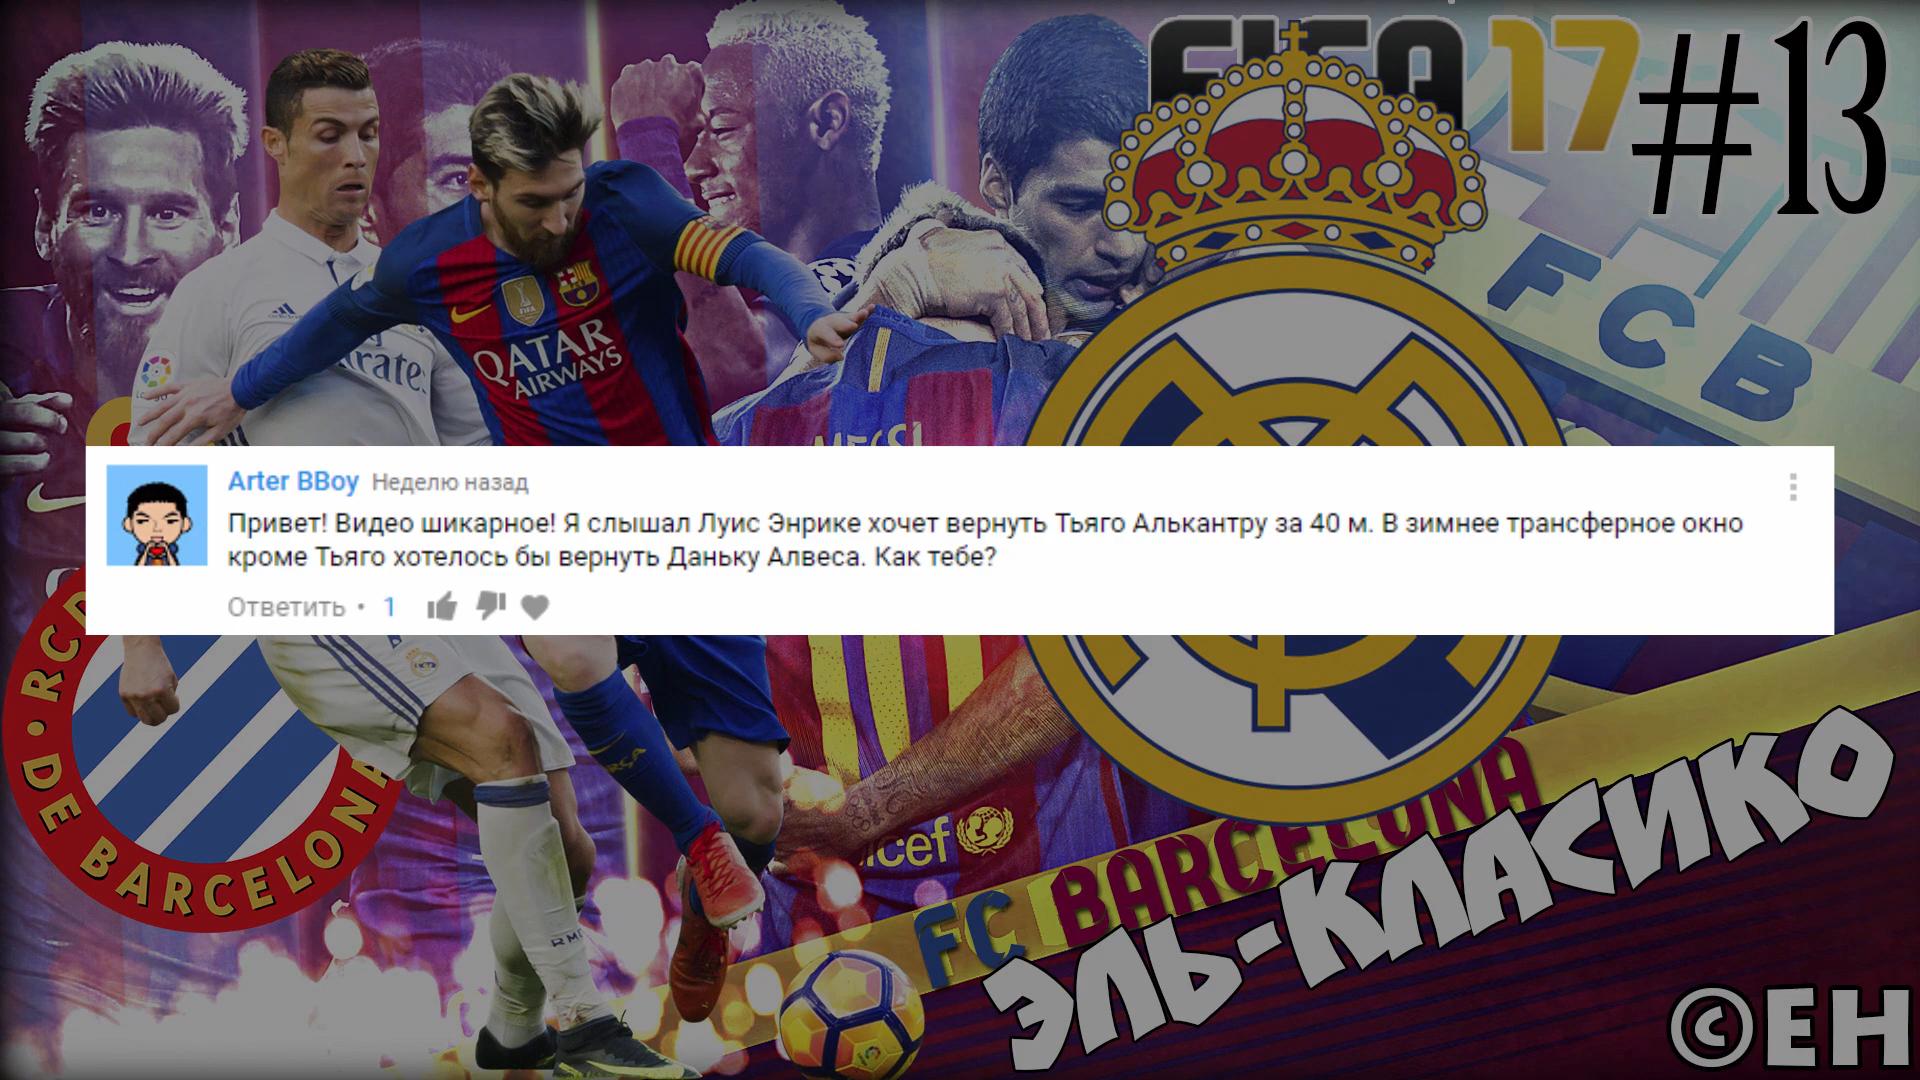 FIFA 17 #13
QATAR
AIRWAYS
FCB
MESSI
Arter BBoy Неделю назад
Привет! Видео шикарное! Я слышал Луис Энрике хочет вернуть Тьяго Алькантру за 40 м. В зимнее трансферное окно
кроме Тьяго хотелось бы вернуть Даньку Алвеса. Как тебе?
Ответить • 1
RCD
DE BARCELONA
FC BARCELONA
ЭЛЬ-КЛАСИКО
©ЕН